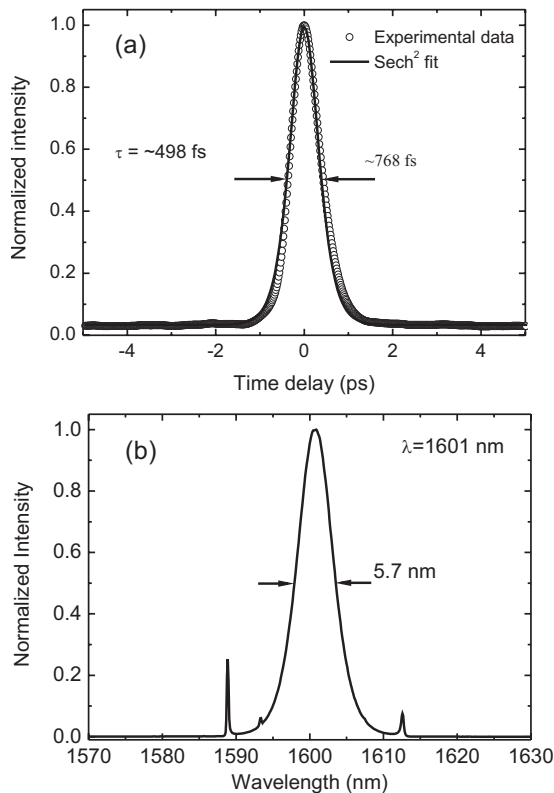 (a)
Experimental data
Sech² fit
τ = ~498 fs
~768 fs
Normalized intensity
1.0
0.8
0.6
0.4
0.2
0.0
-4 -2 0 2 4
Time delay (ps)
(b)
λ=1601 nm
5.7 nm
Normalized Intensity
1.0
0.8
0.6
0.4
0.2
0.0
1570 1580 1590 1600 1610 1620 1630
Wavelength (nm)